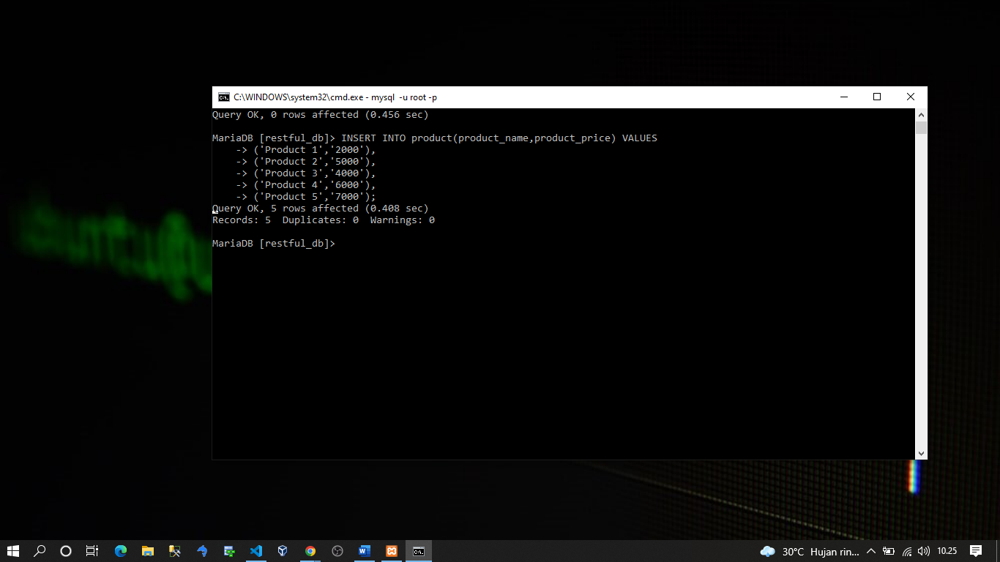 C:\WINDOWS\system32\cmd.exe - mysql  -u root -p
Query OK, 0 rows affected (0.456 sec)
MariaDB [restful_db]> INSERT INTO product(product_name,product_price) VALUES
    -> ('Product 1','2000'),
    -> ('Product 2','5000'),
    -> ('Product 3','4000'),
    -> ('Product 4','6000'),
    -> ('Product 5','7000');
Query OK, 5 rows affected (0.408 sec)
Records: 5  Duplicates: 0  Warnings: 0
MariaDB [restful_db]>
30°C  Hujan rin...
10.25